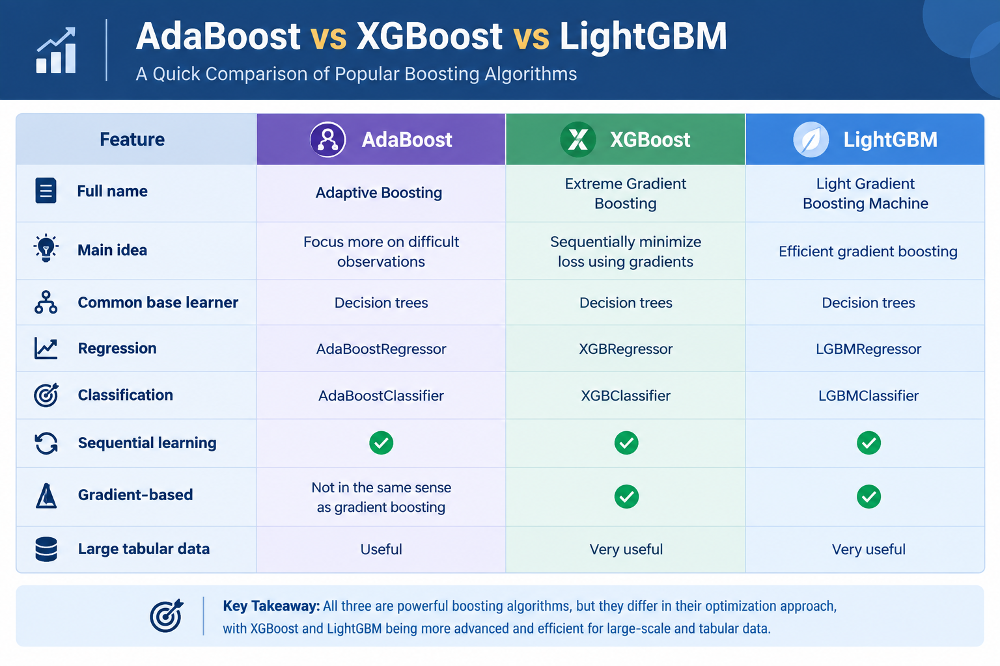 AdaBoost vs XGBoost vs LightGBM
A Quick Comparison of Popular Boosting Algorithms
Feature
AdaBoost
XGBoost
LightGBM
Full name
Adaptive Boosting
Extreme Gradient
Boosting
Light Gradient
Boosting Machine
Main idea
Focus more on difficult
observations
Sequentially minimize
loss using gradients
Efficient gradient boosting
Common base learner
Decision trees
Decision trees
Decision trees
Regression
AdaBoostRegressor
XGBRegressor
LGBMRegressor
Classification
AdaBoostClassifier
XGBClassifier
LGBMClassifier
Sequential learning
Gradient-based
Not in the same sense
as gradient boosting
Large tabular data
Useful
Very useful
Very useful
Key Takeaway: All three are powerful boosting algorithms, but they differ in their optimization approach,
with XGBoost and LightGBM being more advanced and efficient for large-scale and tabular data.